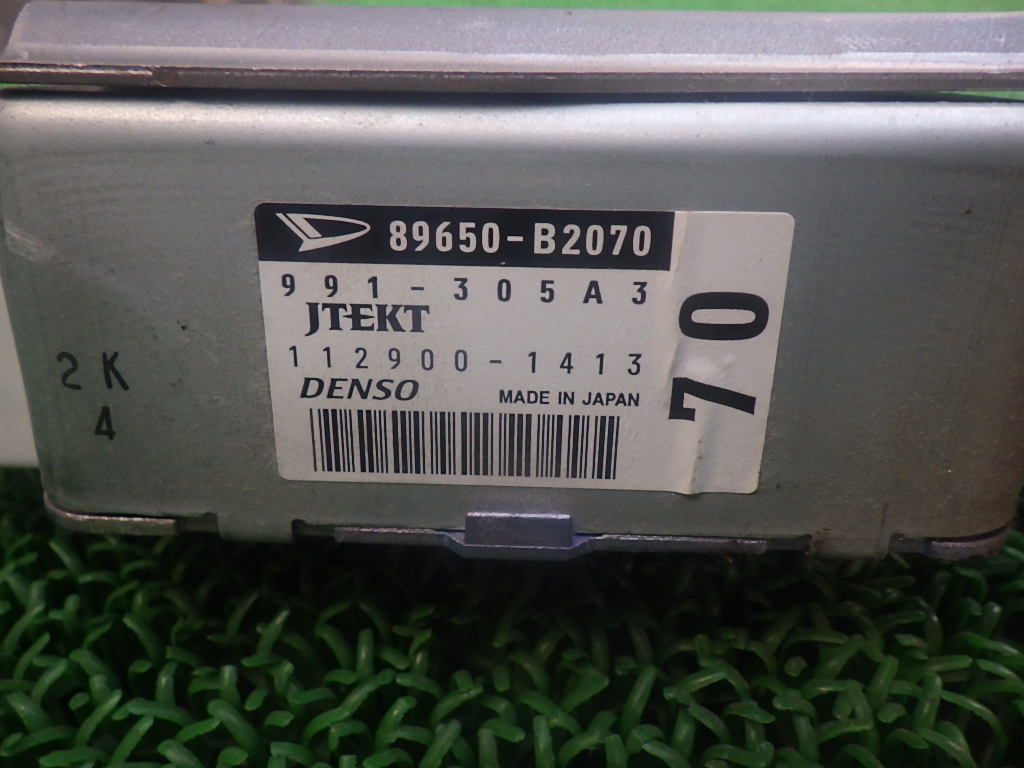 89650-B2070
991-305A3
JTEKT
112900-1413
DENSO MADE IN JAPAN
70
2K
4